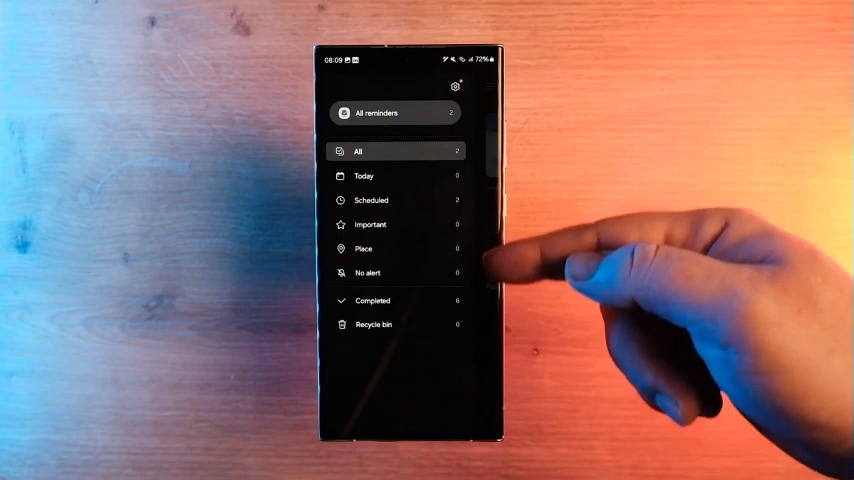 08:09 72%
All reminders 2
All 2
Today 0
Scheduled 2
Important 0
Place 0
No alert 0
Completed 6
Recycle bin 0